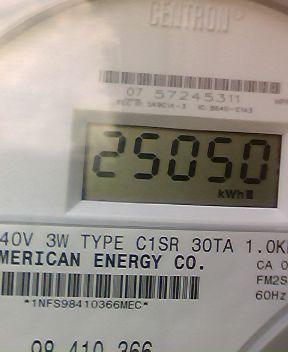 CENTRON®
07 57245311
25050
kWh
40V 3W TYPE C1SR 30TA 1.0K
MERICAN ENERGY CO.
CA 0
FM2S
60Hz
*1NFS98410366MEC*
98 410 366